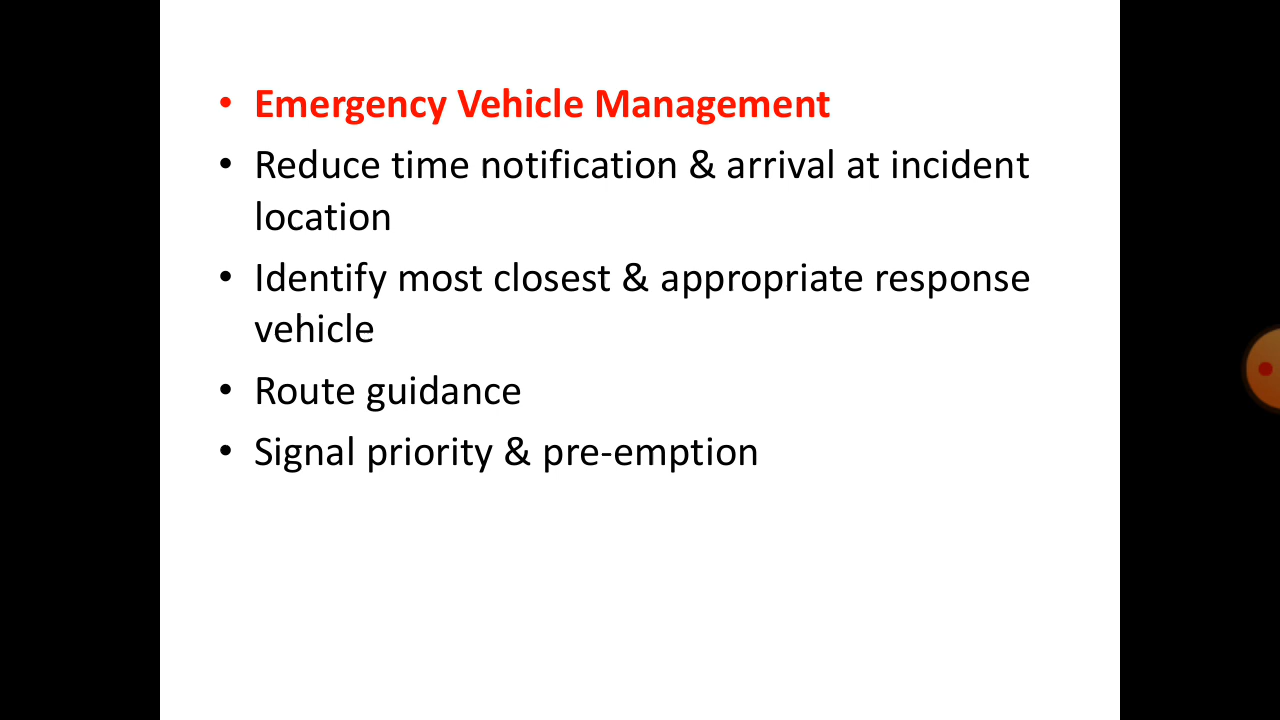 • Emergency Vehicle Management
• Reduce time notification & arrival at incident
location
• Identify most closest & appropriate response
vehicle
• Route guidance
• Signal priority & pre-emption